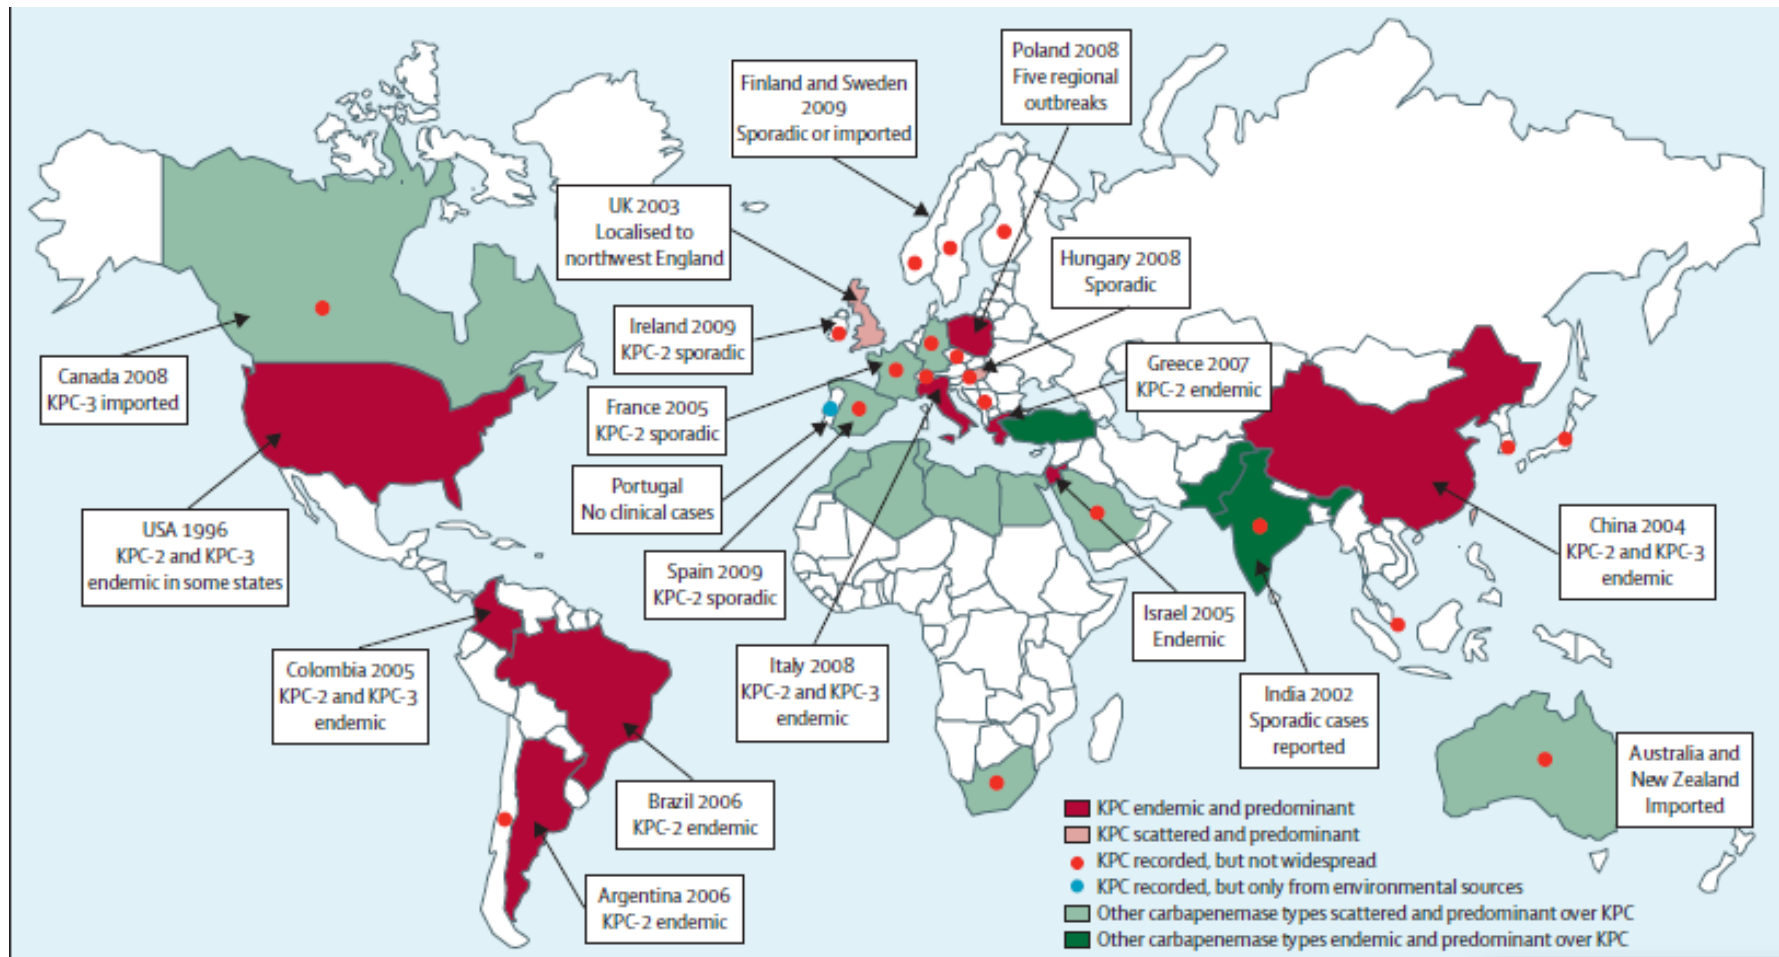 Poland 2008
Five regional
outbreaks
Finland and Sweden
2009
Sporadic or imported
UK 2003
Localised to
northwest England
Hungary 2008
Sporadic
Ireland 2009
KPC-2 sporadic
Greece 2007
KPC-2 endemic
Canada 2008
KPC-3 imported
France 2005
KPC-2 sporadic
Portugal
No clinical cases
USA 1996
KPC-2 and KPC-3
endemic in some states
China 2004
KPC-2 and KPC-3
endemic
Spain 2009
KPC-2 sporadic
Israel 2005
Endemic
Colombia 2005
KPC-2 and KPC-3
endemic
Italy 2008
KPC-2 and KPC-3
endemic
India 2002
Sporadic cases
reported
Australia and
New Zealand
Imported
Brazil 2006
KPC-2 endemic
Argentina 2006
KPC-2 endemic
KPC endemic and predominant
KPC scattered and predominant
KPC recorded, but not widespread
KPC recorded, but only from environmental sources
Other carbapenemase types scattered and predominant over KPC
Other carbapenemase types endemic and predominant over KPC